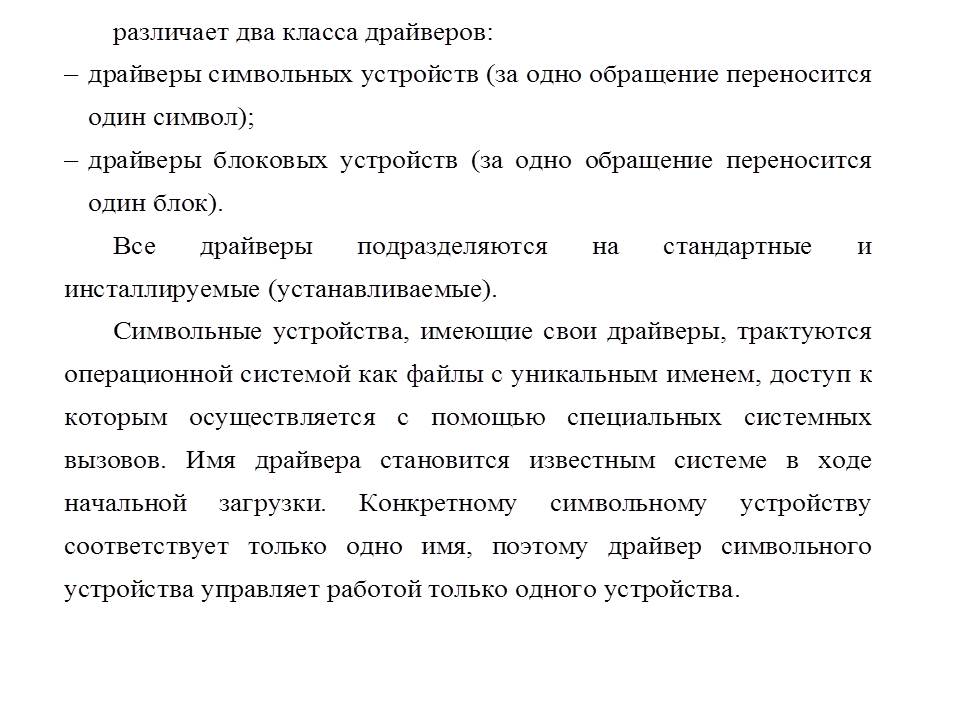 различает два класса драйверов:
– драйверы символьных устройств (за одно обращение переносится
один символ);
– драйверы блоковых устройств (за одно обращение переносится
один блок).
Все драйверы подразделяются на стандартные и
инсталлируемые (устанавливаемые).
Символьные устройства, имеющие свои драйверы, трактуются
операционной системой как файлы с уникальным именем, доступ к
которым осуществляется с помощью специальных системных
вызовов. Имя драйвера становится известным системе в ходе
начальной загрузки. Конкретному символьному устройству
соответствует только одно имя, поэтому драйвер символьного
устройства управляет работой только одного устройства.